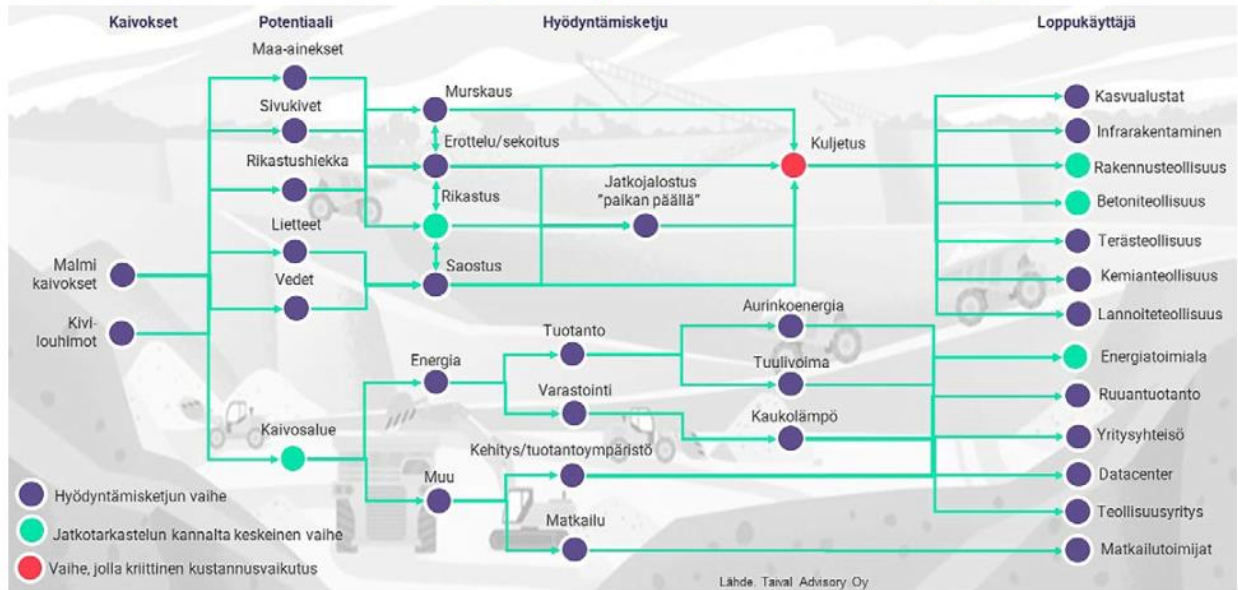 Kaivokset
Potentiaali
Hyödyntämisketju
Loppukäyttäjä
Maa-ainekset
Sivukivet
Rikastushiekka
Lietteet
Vedet
Malmi
kaivokset
Kivi-
louhimot
Kaivosalue
Murskaus
Erottelu/sekoitus
Rikastus
Saostus
Jatkojalostus
"paikan päällä"
Kuljetus
Energia
Muu
Tuotanto
Varastointi
Kehitys/tuotantoympäristö
Matkailu
Aurinkoenergia
Tuulivoima
Kaukolämpö
Kasvualustat
Infrarakentaminen
Rakennusteollisuus
Betoniteollisuus
Terästeollisuus
Kemianteollisuus
Lannoiteteollisuus
Energiatoimiala
Ruuantuotanto
Yritysyhteisö
Datacenter
Teollisuusyritys
Matkailutoimijat
Hyödyntämisketjun vaihe
Jatkotarkastelun kannalta keskeinen vaihe
Vaihe, jolla kriittinen kustannusvaikutus
Lähde. Taival Advisory Oy